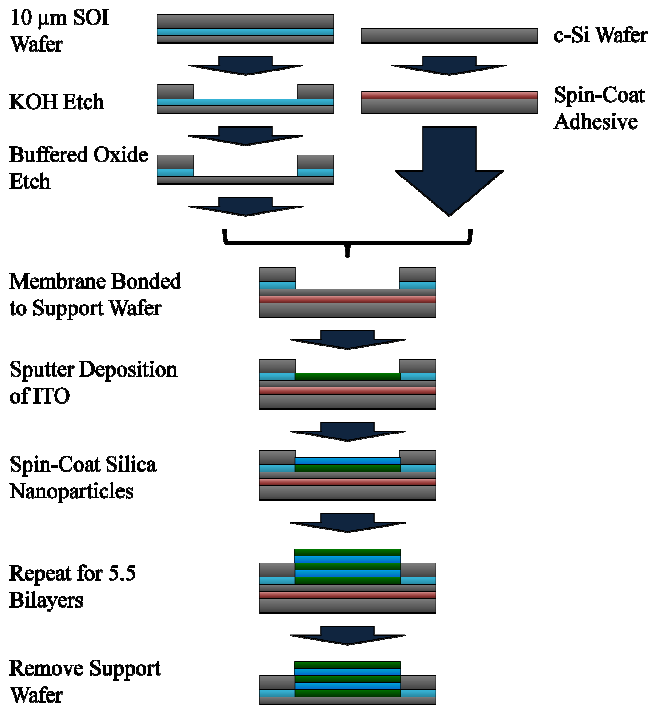 10 μm SOI
Wafer
c-Si Wafer
KOH Etch
Spin-Coat
Adhesive
Buffered Oxide
Etch
Membrane Bonded
to Support Wafer
Sputter Deposition
of ITO
Spin-Coat Silica
Nanoparticles
Repeat for 5.5
Bilayers
Remove Support
Wafer